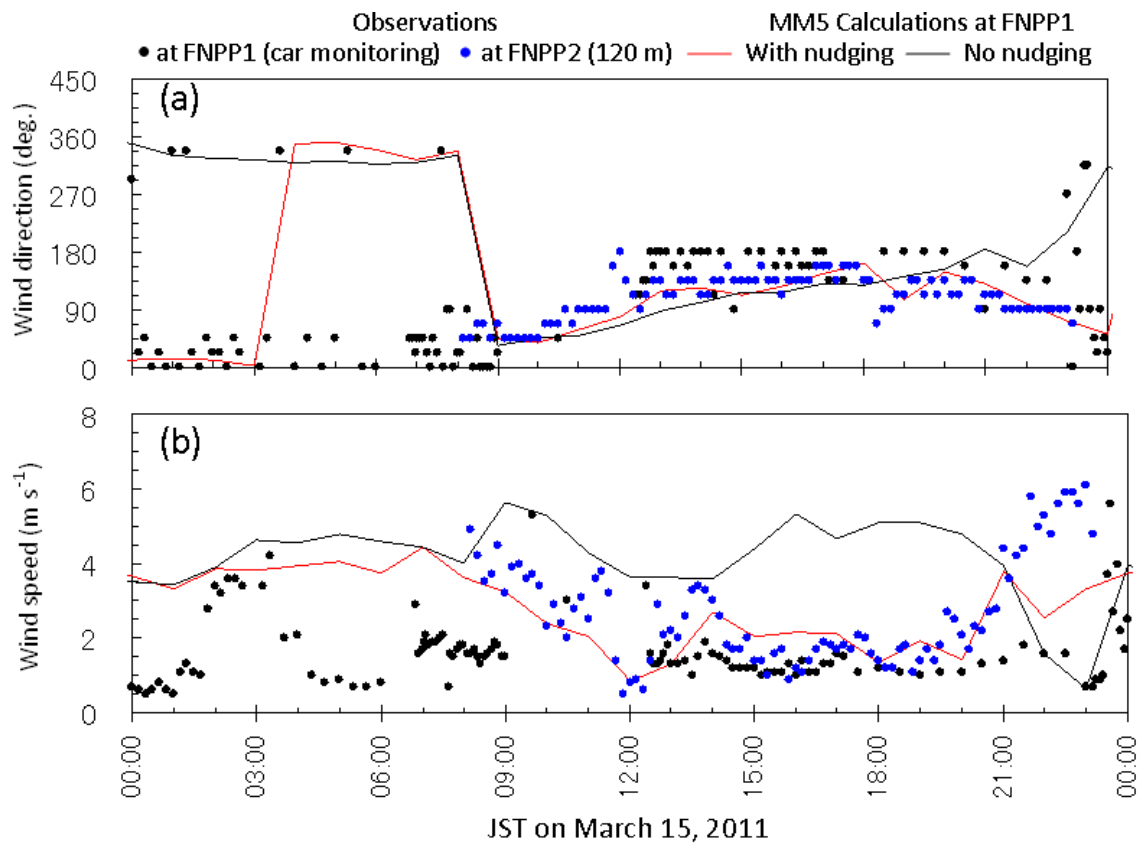 Observations MM5 Calculations at FNPP1
at FNPP1 (car monitoring) at FNPP2 (120 m) With nudging No nudging
(a)
Wind direction (deg.)
450
360
270
180
90
0
(b)
Wind speed (m s⁻¹)
8
6
4
2
0
00:00 03:00 06:00 09:00 12:00 15:00 18:00 21:00 00:00
JST on March 15, 2011